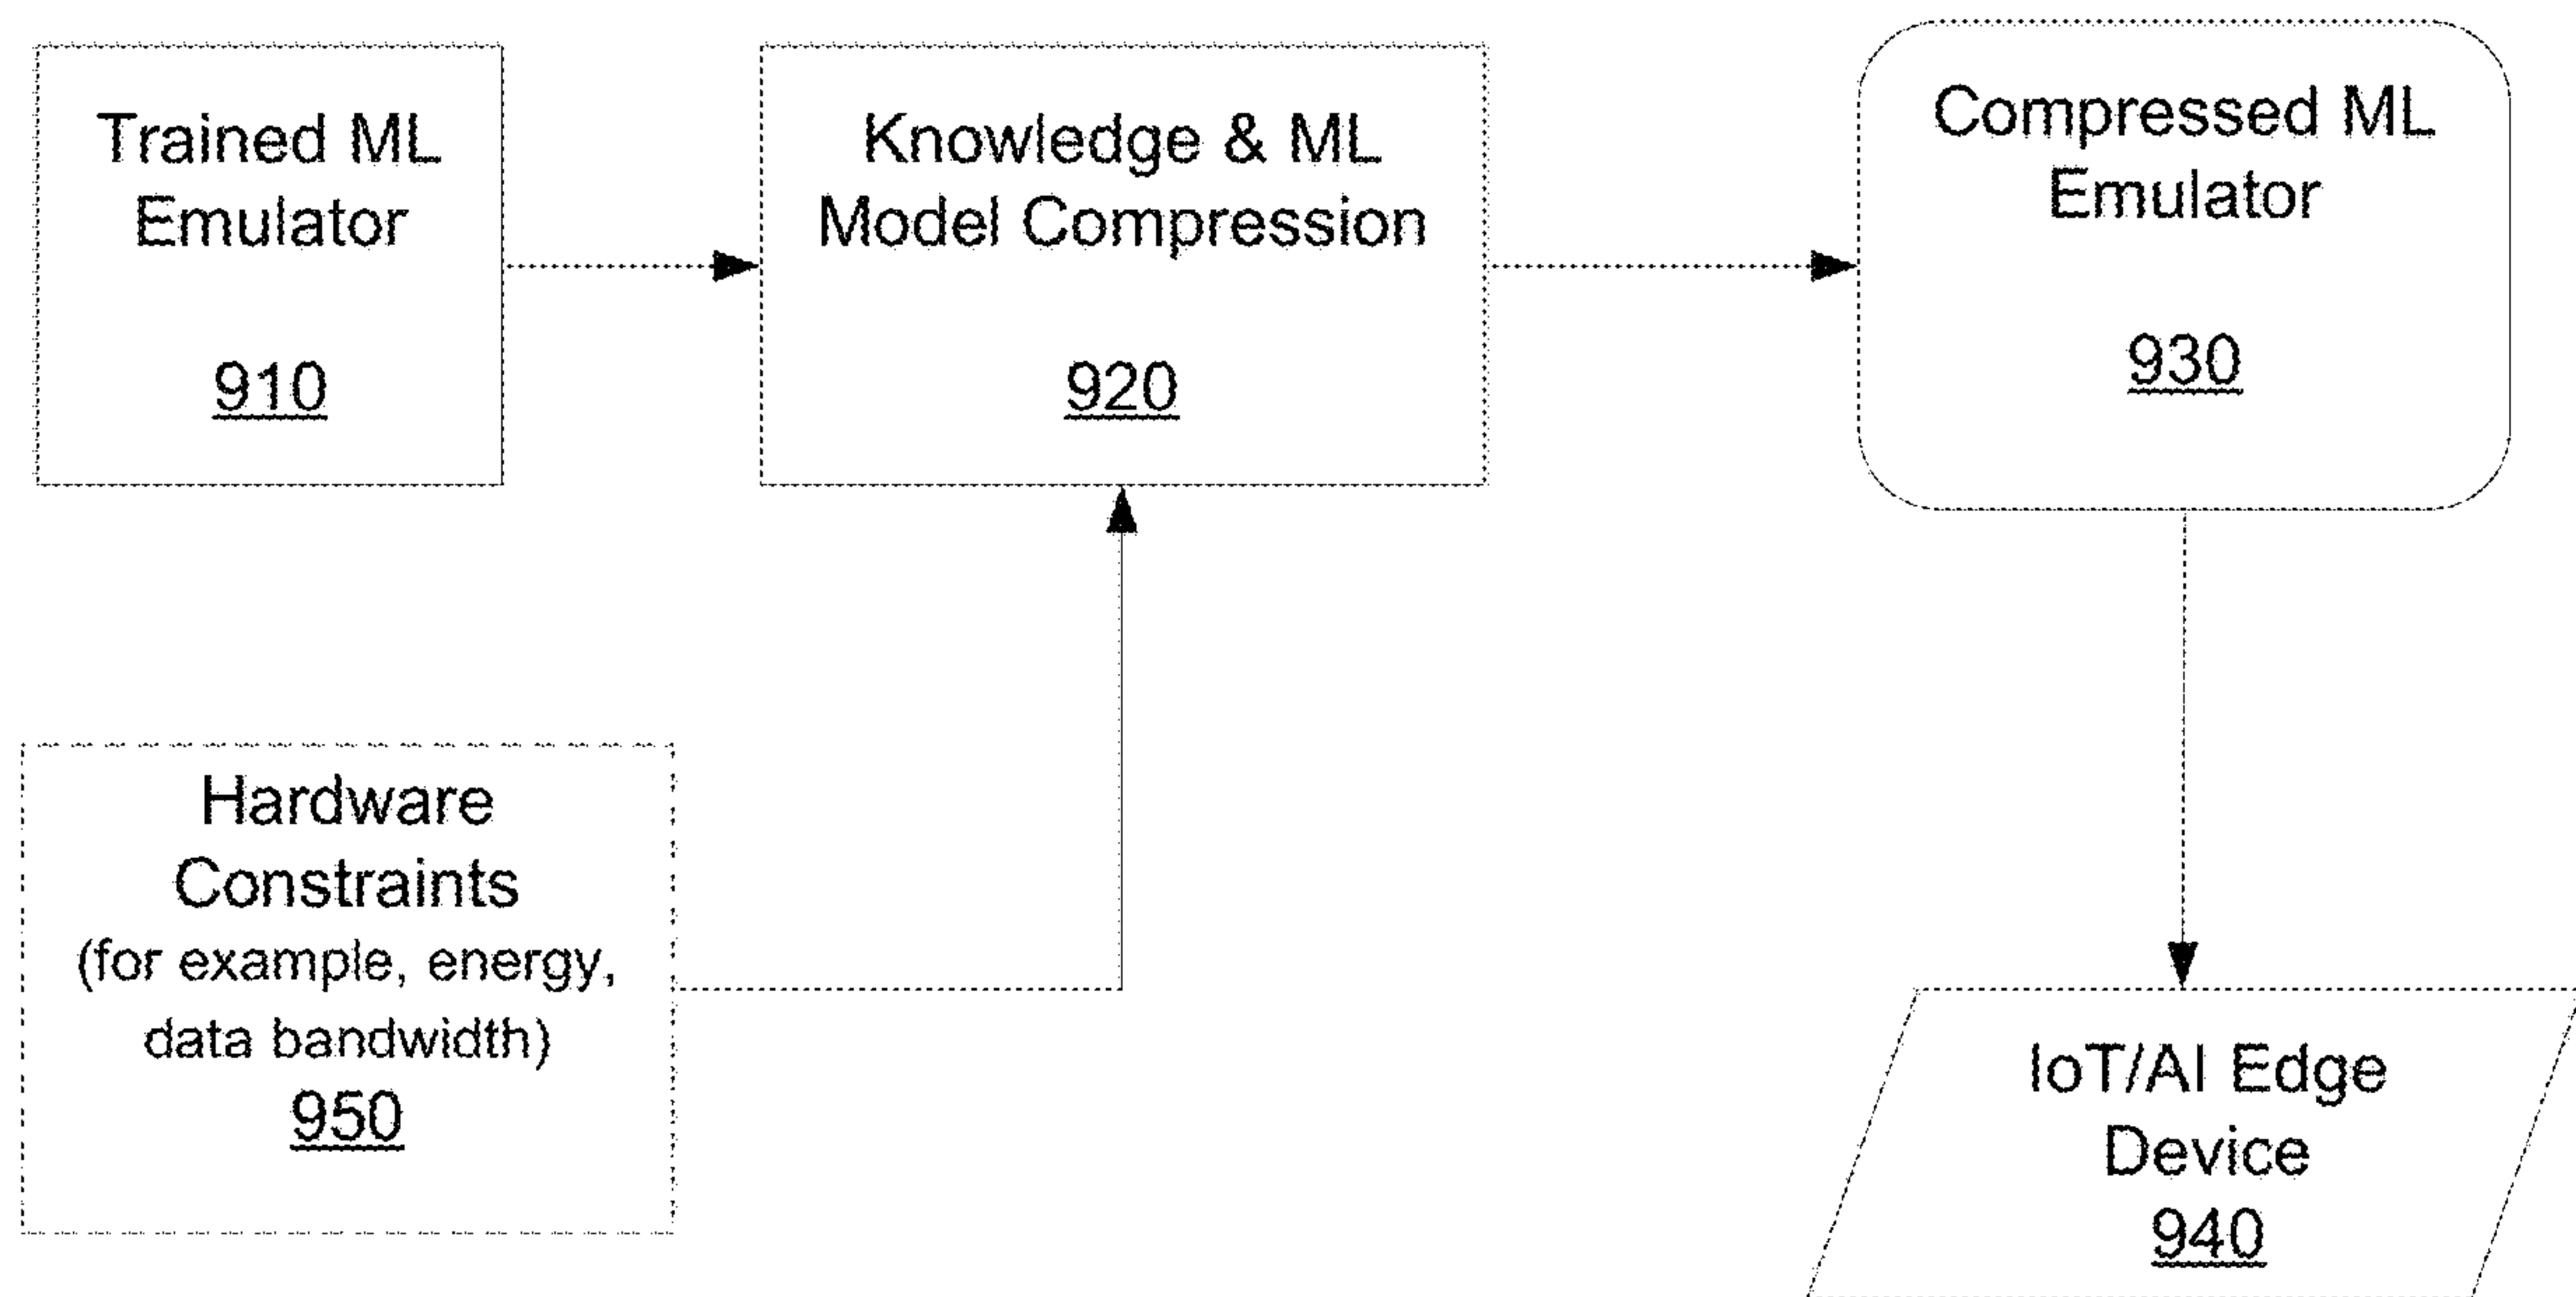 Trained ML
Emulator
910
Knowledge & ML
Model Compression
920
Compressed ML
Emulator
930
Hardware
Constraints
(for example, energy,
data bandwidth)
950
IoT/AI Edge
Device
940